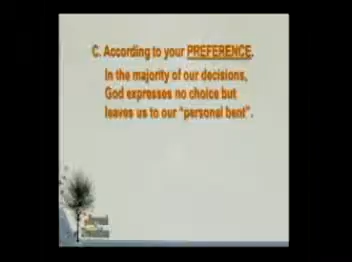 C. According to your PREFERENCE.
In the majority of our decisions,
God expresses no choice but
leaves us to our “personal bent”.